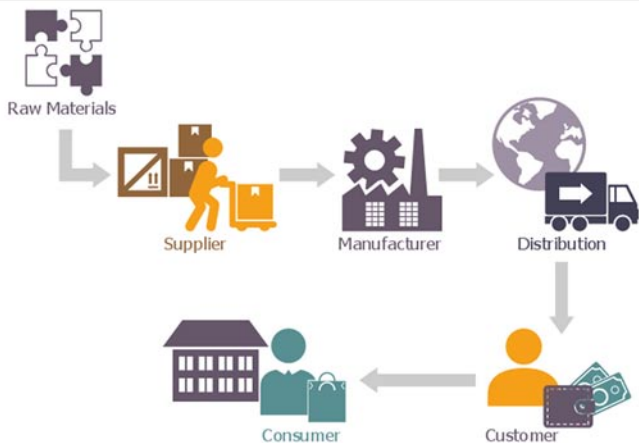 Raw Materials
Supplier
Manufacturer
Distribution
Customer
Consumer